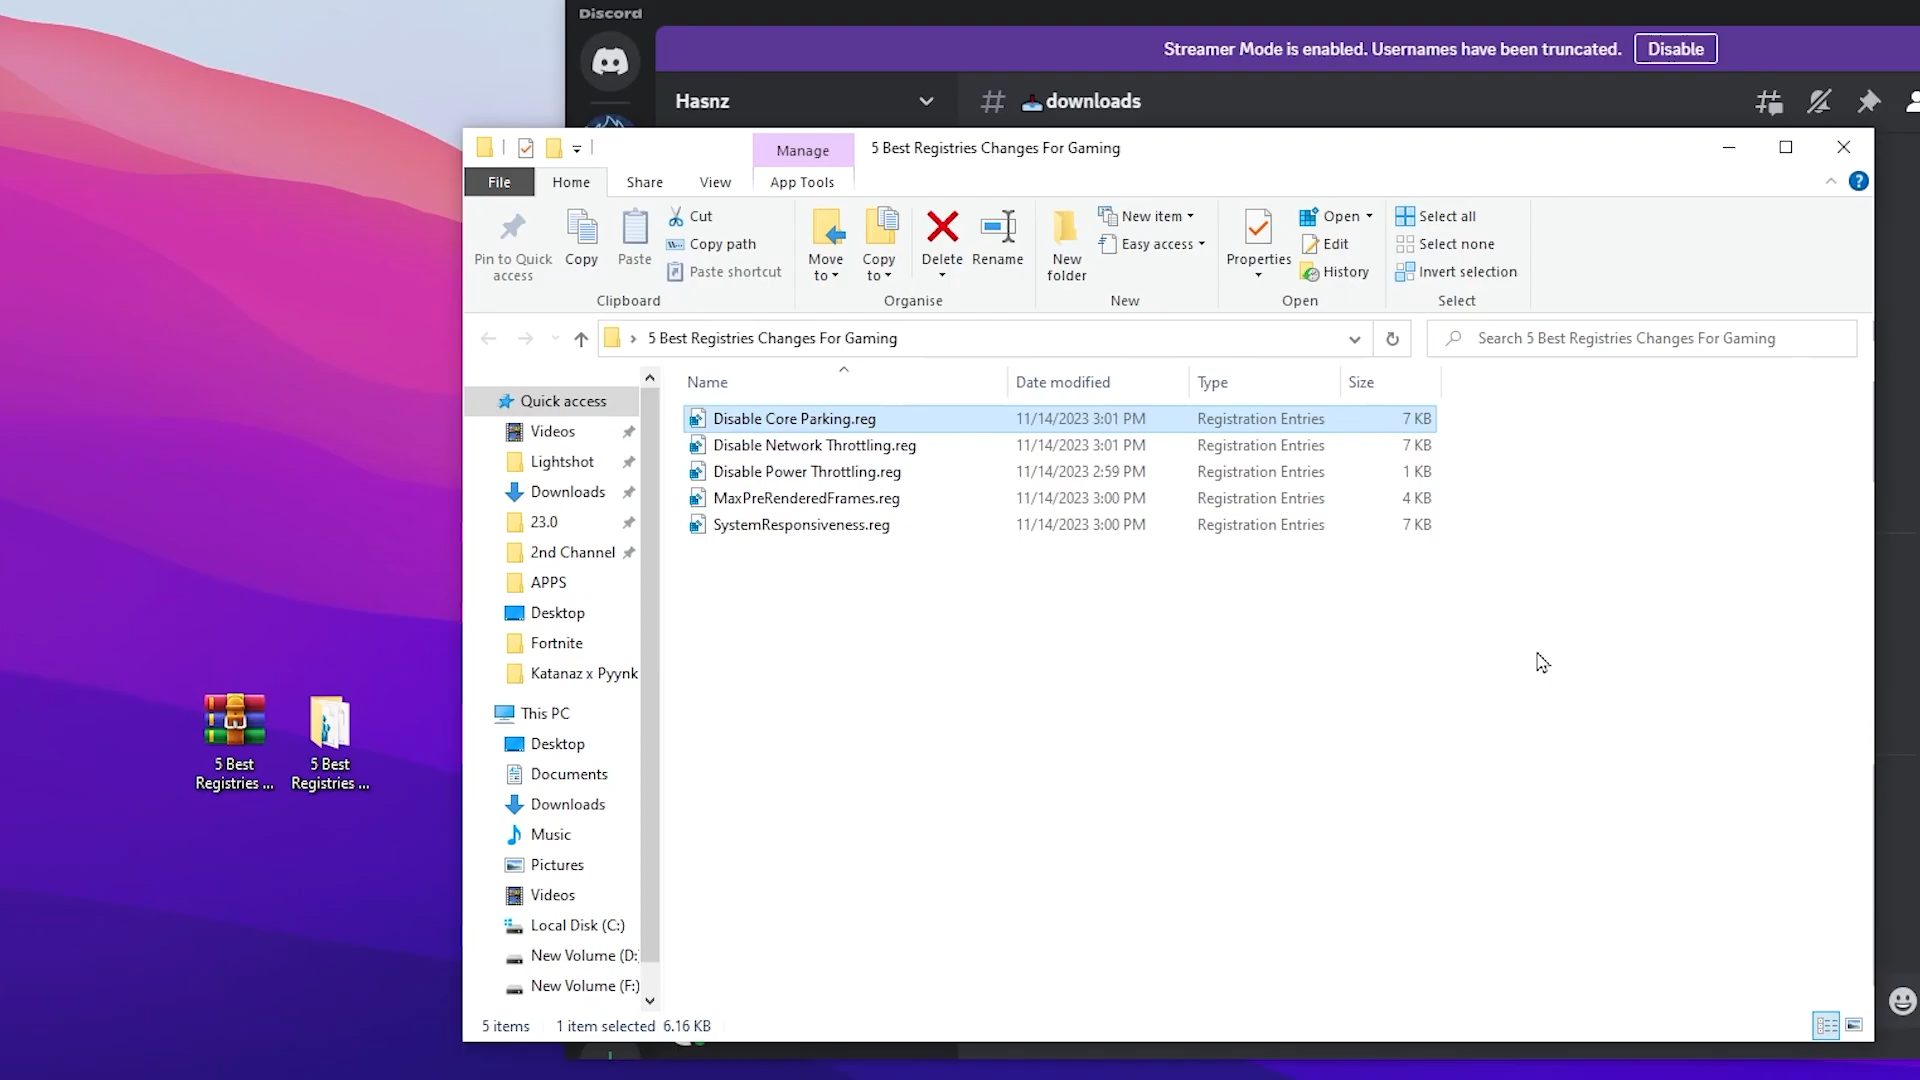 Discord
Streamer Mode is enabled. Usernames have been truncated. Disable
Hasnz
downloads
Manage
5 Best Registries Changes For Gaming
File Home Share View App Tools
Pin to Quick access
Copy
Paste
Cut
Copy path
Paste shortcut
Clipboard
Move to
Copy to
Delete
Rename
Organise
New folder
New item
Easy access
New
Properties
Open
Edit
History
Open
Select all
Select none
Invert selection
Select
5 Best Registries Changes For Gaming
Search 5 Best Registries Changes For Gaming
Name Date modified Type Size
Disable Core Parking.reg 11/14/2023 3:01 PM Registration Entries 7 KB
Disable Network Throttling.reg 11/14/2023 3:01 PM Registration Entries 7 KB
Disable Power Throttling.reg 11/14/2023 2:59 PM Registration Entries 1 KB
MaxPreRenderedFrames.reg 11/14/2023 3:00 PM Registration Entries 4 KB
SystemResponsiveness.reg 11/14/2023 3:00 PM Registration Entries 7 KB
Quick access
Videos
Lightshot
Downloads
23.0
2nd Channel
APPS
Desktop
Fortnite
Katanaz x Pyynk
This PC
Desktop
Documents
Downloads
Music
Pictures
Videos
Local Disk (C:)
New Volume (D:
New Volume (F:)
5 items 1 item selected 6.16 KB
5 Best
Registries ...
5 Best
Registries ...